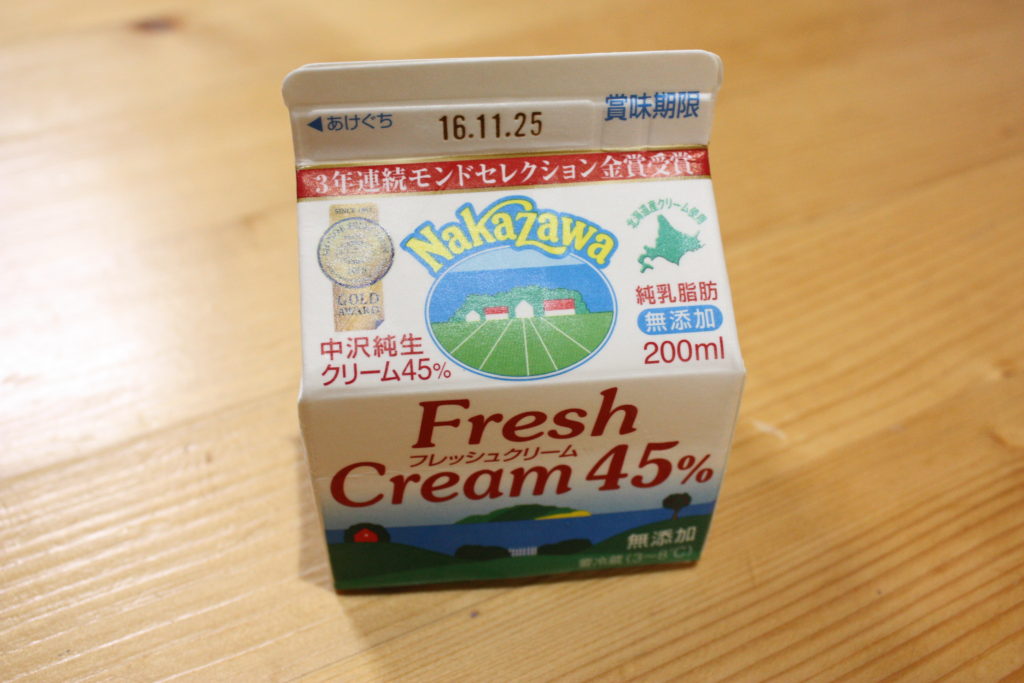 ◀あけぐち
16.11.25
賞味期限
3年連続モンドセレクション金賞受賞
Nakazawa
北海道産クリーム使用
GOLD
AWARD
純乳脂肪
無添加
200ml
中沢純生
クリーム45%
Fresh
フレッシュクリーム
Cream 45%
無添加
要冷蔵(3~8℃)